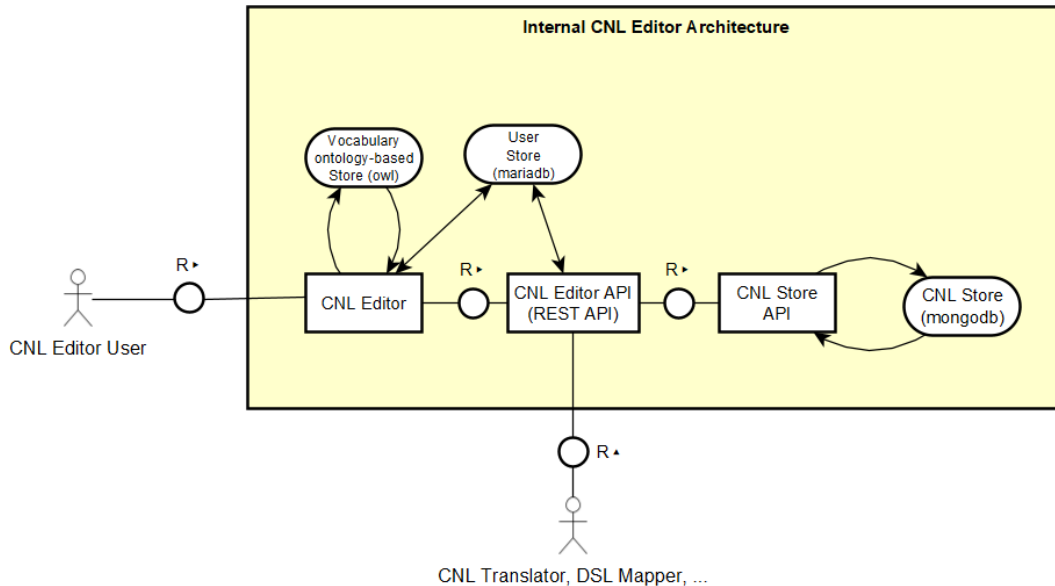 Internal CNL Editor Architecture
Vocabulary
ontology-based
Store (owl)
User
Store
(mariadb)
R ▸
CNL Editor User
CNL Editor
R ▸
CNL Editor API
(REST API)
R ▸
CNL Store
API
CNL Store
(mongodb)
R ▴
CNL Translator, DSL Mapper, ...